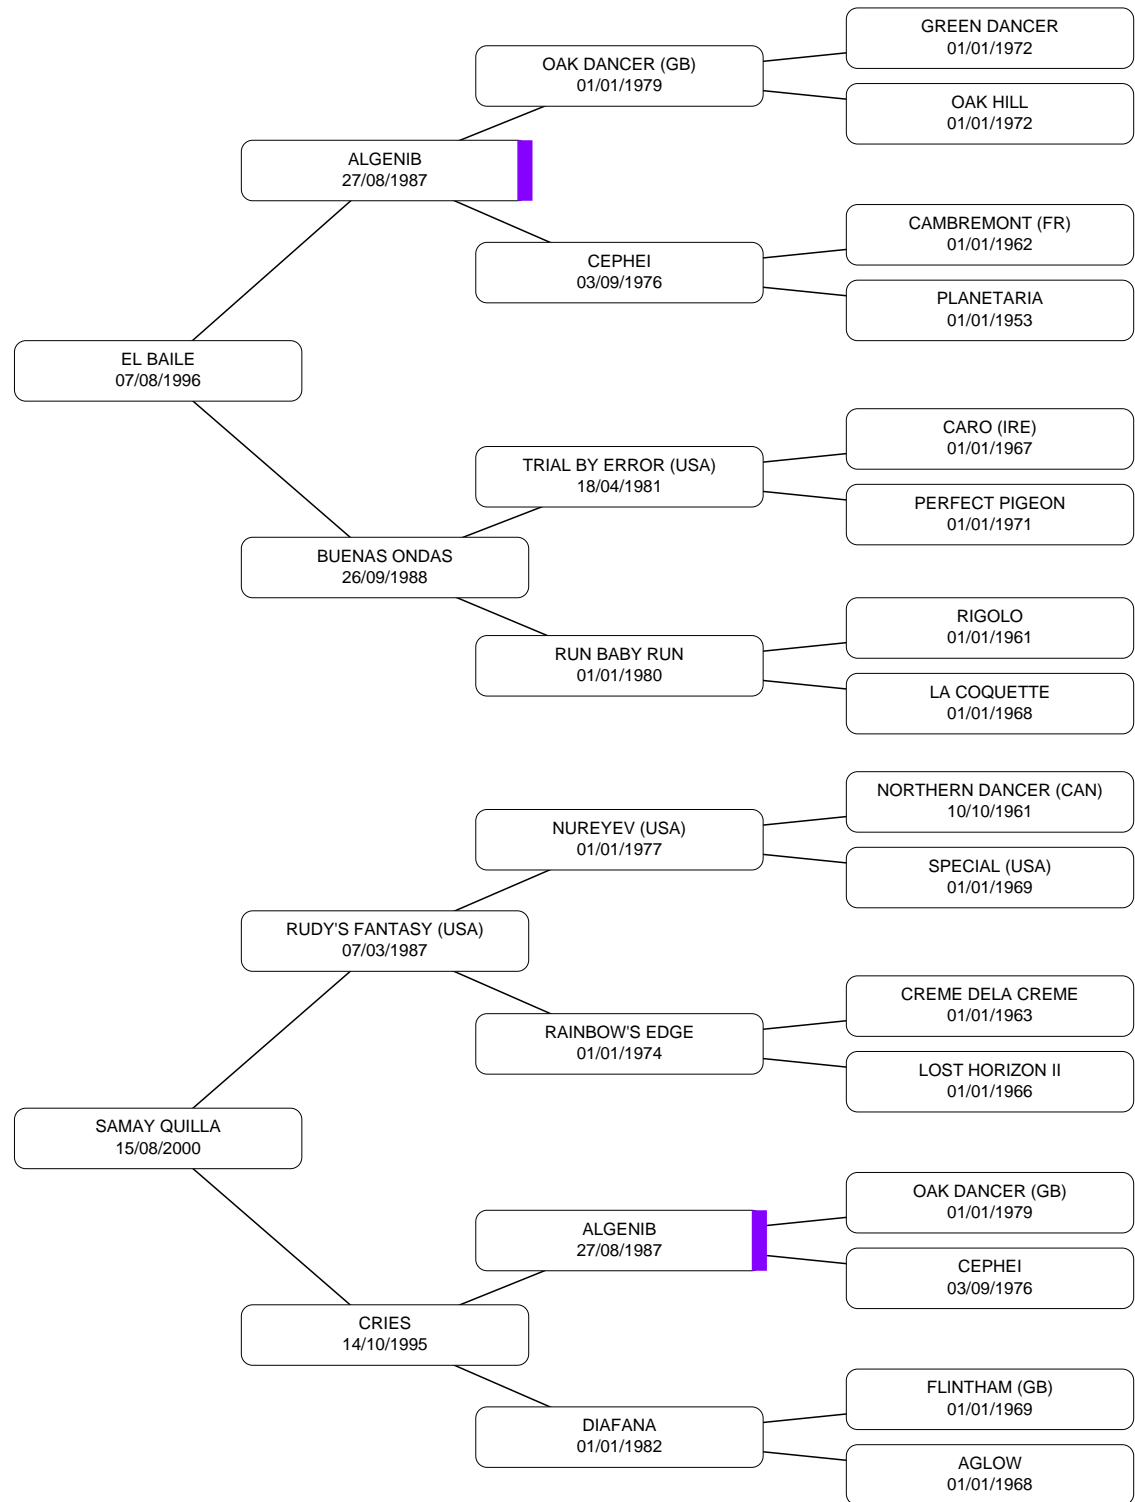 GREEN DANCER
01/01/1972
OAK DANCER (GB)
01/01/1979
OAK HILL
01/01/1972
ALGENIB
27/08/1987
CAMBREMONT (FR)
01/01/1962
CEPHEI
03/09/1976
PLANETARIA
01/01/1953
EL BAILE
07/08/1996
CARO (IRE)
01/01/1967
TRIAL BY ERROR (USA)
18/04/1981
PERFECT PIGEON
01/01/1971
BUENAS ONDAS
26/09/1988
RIGOLO
01/01/1961
RUN BABY RUN
01/01/1980
LA COQUETTE
01/01/1968
NORTHERN DANCER (CAN)
10/10/1961
NUREYEV (USA)
01/01/1977
SPECIAL (USA)
01/01/1969
RUDY'S FANTASY (USA)
07/03/1987
CREME DELA CREME
01/01/1963
RAINBOW'S EDGE
01/01/1974
LOST HORIZON II
01/01/1966
SAMAY QUILLA
15/08/2000
OAK DANCER (GB)
01/01/1979
ALGENIB
27/08/1987
CEPHEI
03/09/1976
CRIES
14/10/1995
FLINTHAM (GB)
01/01/1969
DIAFANA
01/01/1982
AGLOW
01/01/1968